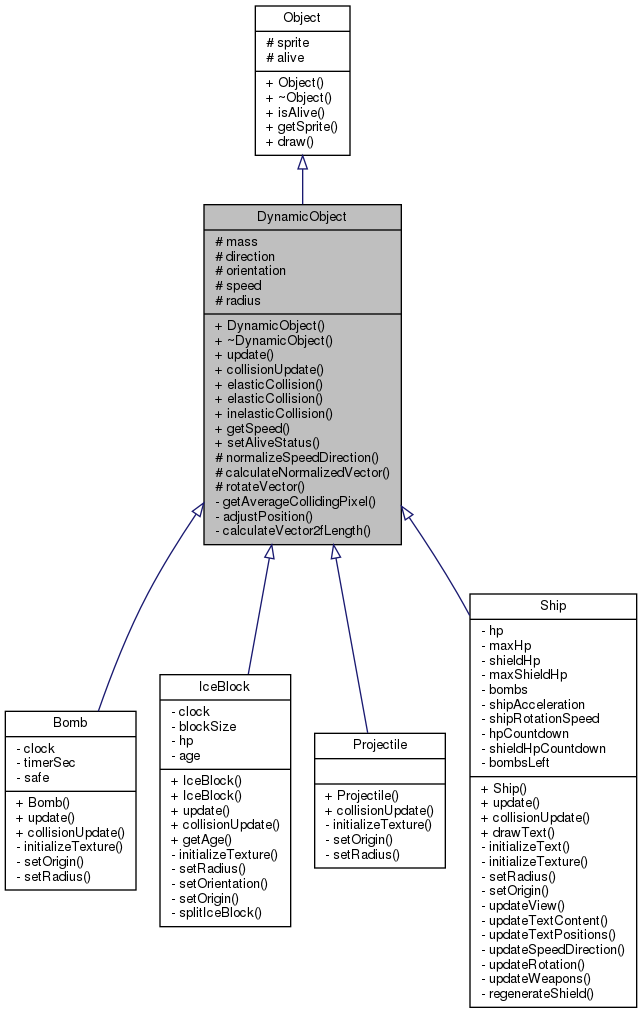 Object
# sprite
# alive
+ Object()
+ ~Object()
+ isAlive()
+ getSprite()
+ draw()
DynamicObject
# mass
# direction
# orientation
# speed
# radius
+ DynamicObject()
+ ~DynamicObject()
+ update()
+ collisionUpdate()
+ elasticCollision()
+ elasticCollision()
+ inelasticCollision()
+ getSpeed()
+ setAliveStatus()
# normalizeSpeedDirection()
# calculateNormalizedVector()
# rotateVector()
- getAverageCollidingPixel()
- adjustPosition()
- calculateVector2fLength()
Bomb
- clock
- timerSec
- safe
+ Bomb()
+ update()
+ collisionUpdate()
- initializeTexture()
- setOrigin()
- setRadius()
IceBlock
- clock
- blockSize
- hp
- age
+ IceBlock()
+ IceBlock()
+ update()
+ collisionUpdate()
+ getAge()
- initializeTexture()
- setRadius()
- setOrientation()
- setOrigin()
- splitIceBlock()
Projectile
+ Projectile()
+ collisionUpdate()
- initializeTexture()
- setOrigin()
- setRadius()
Ship
- hp
- maxHp
- shieldHp
- maxShieldHp
- bombs
- shipAcceleration
- shipRotationSpeed
- hpCountdown
- shieldHpCountdown
- bombsLeft
+ Ship()
+ update()
+ collisionUpdate()
+ drawText()
- initializeText()
- initializeTexture()
- setRadius()
- setOrigin()
- updateView()
- updateTextContent()
- updateTextPositions()
- updateSpeedDirection()
- updateRotation()
- updateWeapons()
- regenerateShield()